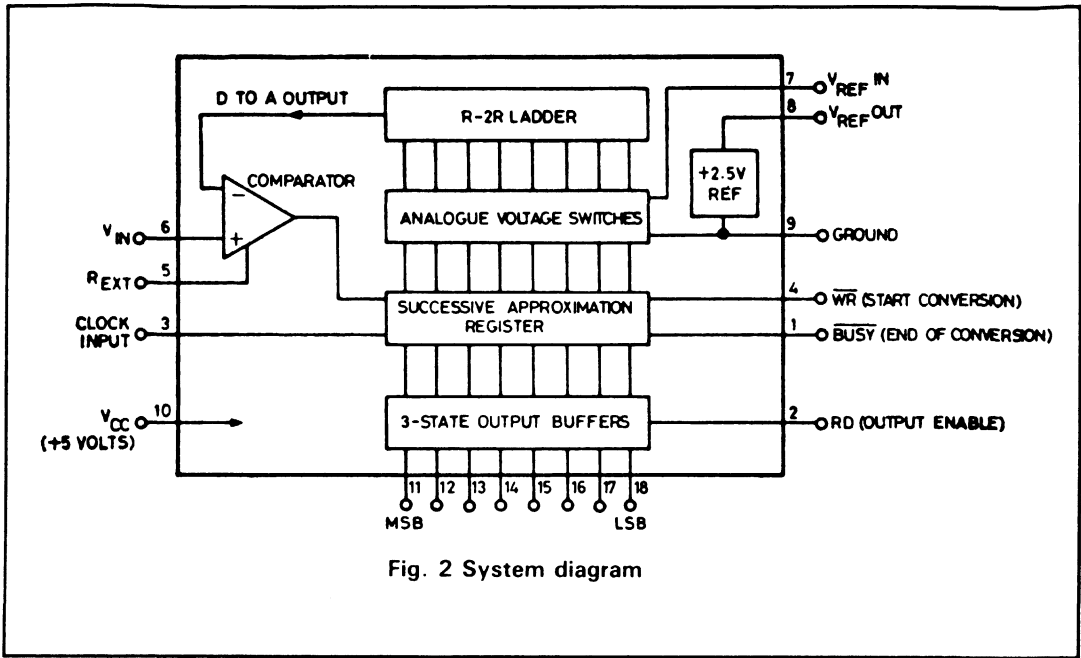 D TO A OUTPUT
R-2R LADDER
7
VREF IN
8
VREF OUT
+2.5V
REF
COMPARATOR
−
+
ANALOGUE VOLTAGE SWITCHES
VIN
6
9
GROUND
REXT
5
4
WR (START CONVERSION)
SUCCESSIVE APPROXIMATION
REGISTER
CLOCK
INPUT
3
1
BUSY (END OF CONVERSION)
VCC
(+5 VOLTS)
10
3-STATE OUTPUT BUFFERS
2
RD (OUTPUT ENABLE)
11 12 13 14 15 16 17 18
MSB
LSB
Fig. 2 System diagram